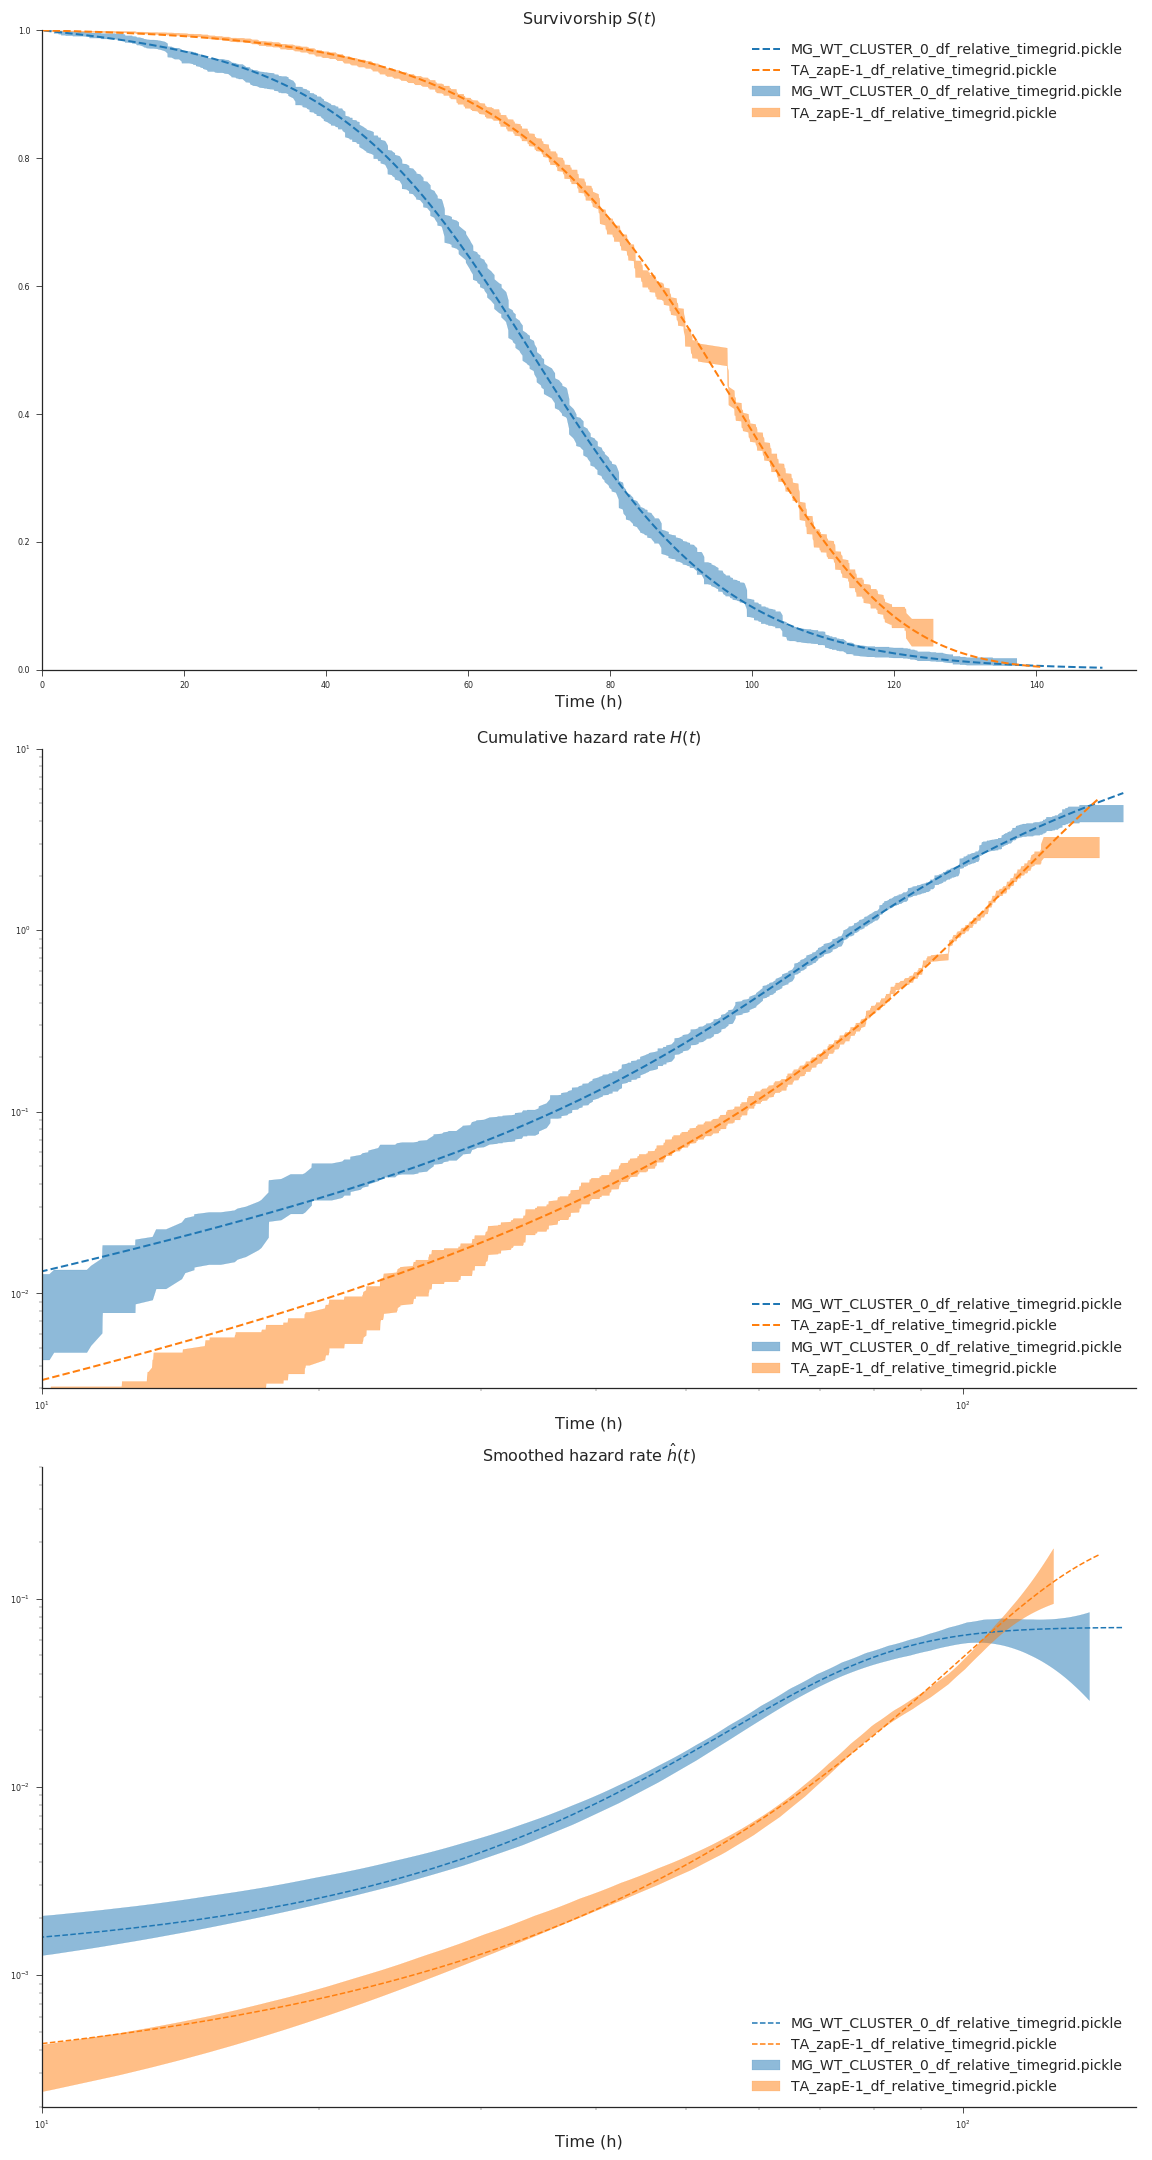 Survivorship S(t)
1.0
0.8
0.6
0.4
0.2
0.0
MG_WT_CLUSTER_0_df_relative_timegrid.pickle
TA_zapE-1_df_relative_timegrid.pickle
MG_WT_CLUSTER_0_df_relative_timegrid.pickle
TA_zapE-1_df_relative_timegrid.pickle
0 20 40 60 80 100 120 140
Time (h)
Cumulative hazard rate H(t)
10¹
10⁰
10⁻¹
10⁻²
MG_WT_CLUSTER_0_df_relative_timegrid.pickle
TA_zapE-1_df_relative_timegrid.pickle
MG_WT_CLUSTER_0_df_relative_timegrid.pickle
TA_zapE-1_df_relative_timegrid.pickle
10¹ 10²
Time (h)
Smoothed hazard rate ĥ(t)
10⁻¹
10⁻²
10⁻³
MG_WT_CLUSTER_0_df_relative_timegrid.pickle
TA_zapE-1_df_relative_timegrid.pickle
MG_WT_CLUSTER_0_df_relative_timegrid.pickle
TA_zapE-1_df_relative_timegrid.pickle
10¹ 10²
Time (h)